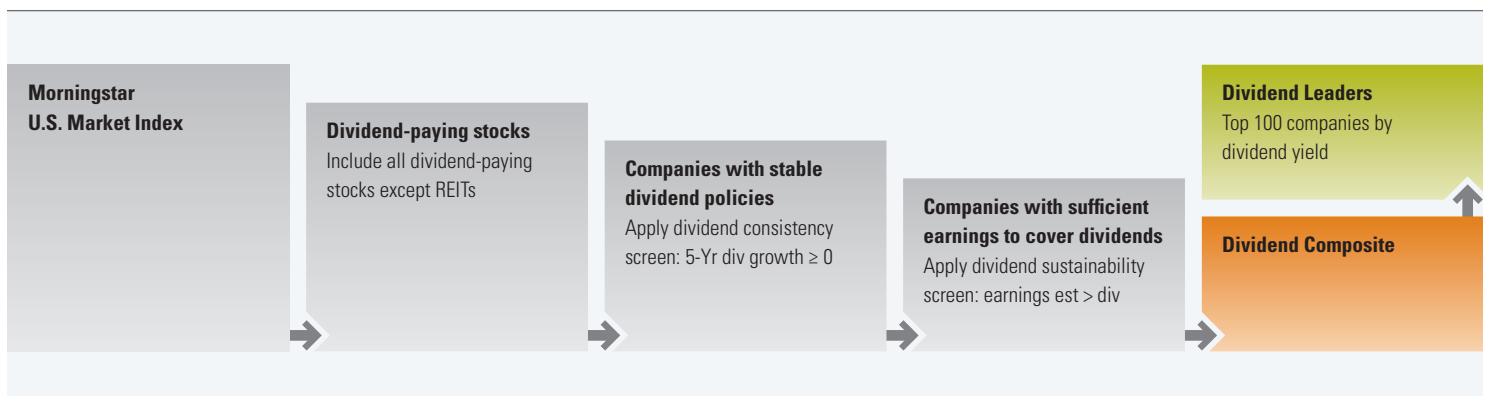 Morningstar
U.S. Market Index
Dividend-paying stocks
Include all dividend-paying
stocks except REITs
Companies with stable
dividend policies
Apply dividend consistency
screen: 5-Yr div growth ≥ 0
Companies with sufficient
earnings to cover dividends
Apply dividend sustainability
screen: earnings est > div
Dividend Leaders
Top 100 companies by
dividend yield
Dividend Composite